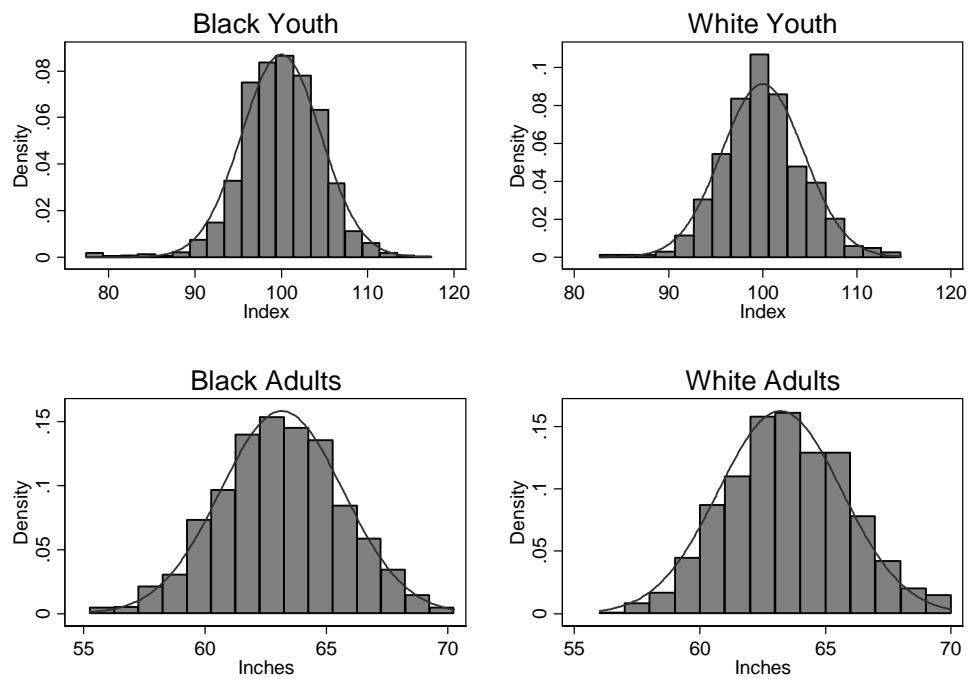 Black Youth
Density
0 .02 .04 .06 .08
80 90 100 110 120
Index
White Youth
Density
0 .02 .04 .06 .08 .1
80 90 100 110 120
Index
Black Adults
Density
0 .05 .1 .15
55 60 65 70
Inches
White Adults
Density
0 .05 .1 .15
55 60 65 70
Inches